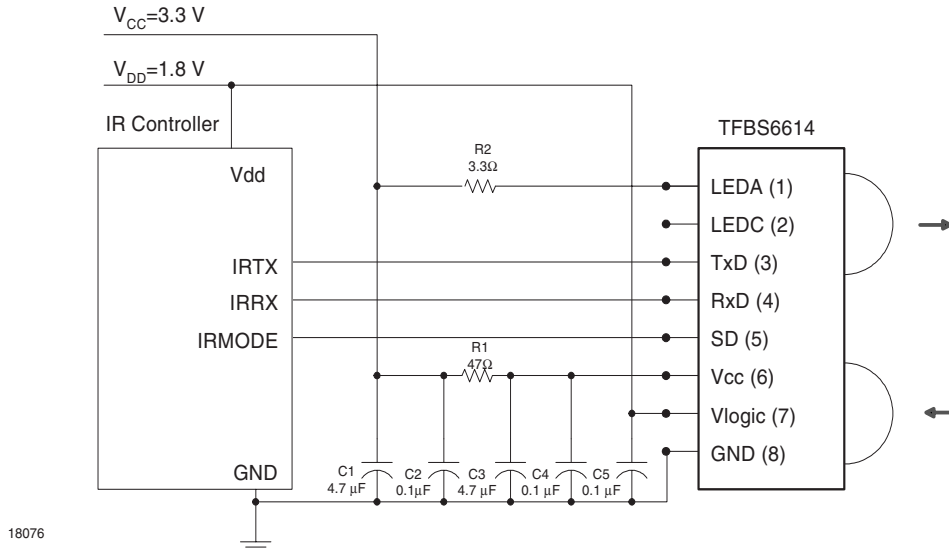 V_CC=3.3 V
V_DD=1.8 V
IR Controller
TFBS6614
R2
3.3Ω
Vdd
LEDA (1)
LEDC (2)
IRTX
TxD (3)
IRRX
RxD (4)
IRMODE
SD (5)
R1
47Ω
Vcc (6)
Vlogic (7)
GND (8)
GND
C1
4.7 µF
C2
0.1µF
C3
4.7 µF
C4
0.1 µF
C5
0.1 µF
18076